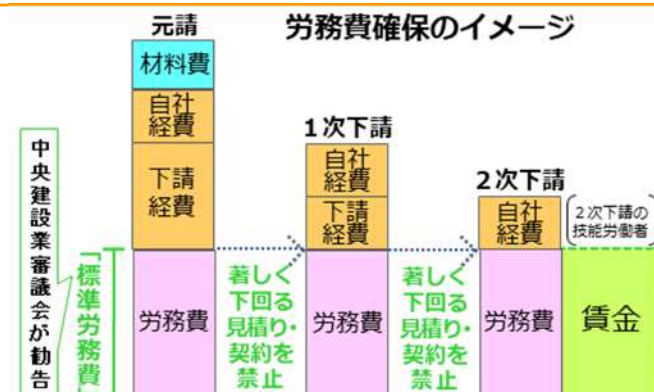 労務費確保のイメージ
元請
材料費
自社
経費
下請
経費
労務費
1次下請
自社
経費
下請
経費
労務費
2次下請
自社
経費
労務費
2次下請の
技能労働者
賃金
著しく
下回る
見積り・
契約を
禁止
著しく
下回る
見積り・
契約を
禁止
中央建設業審議会が勧告
「標準労務費